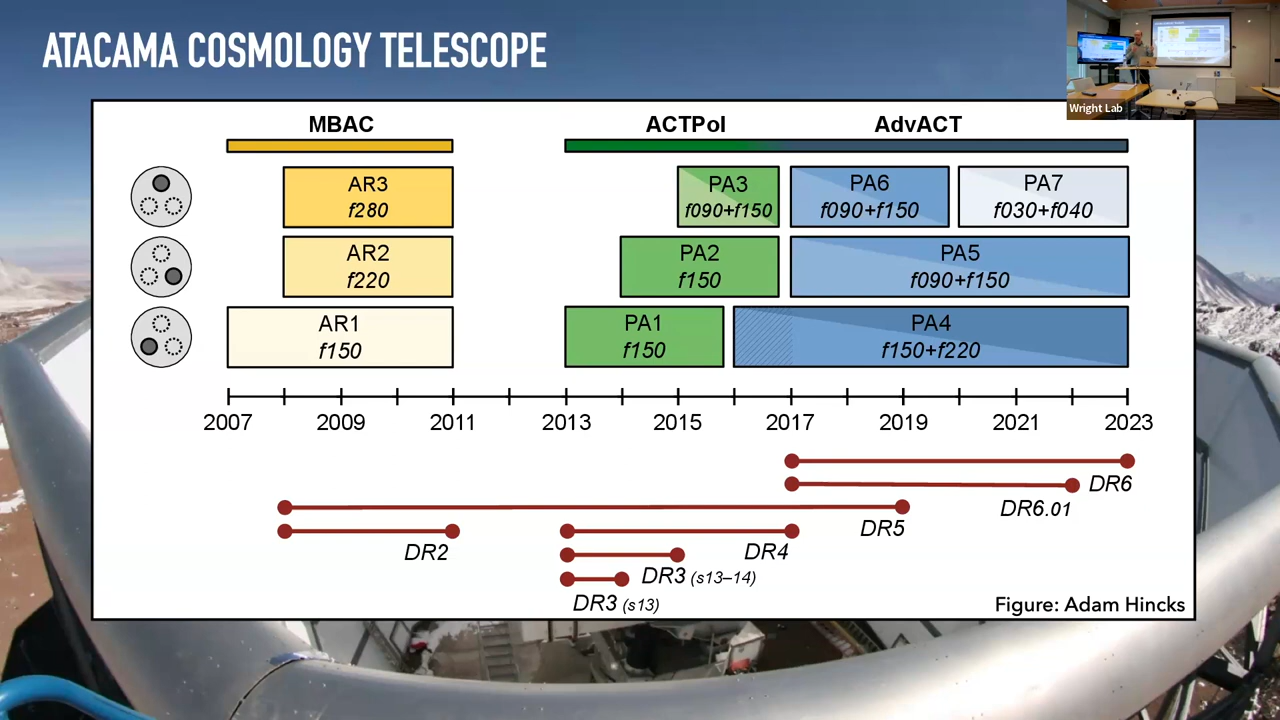 ATACAMA COSMOLOGY TELESCOPE
Wright Lab
MBAC
ACTPol
AdvACT
AR3
f280
PA3
f090+f150
PA6
f090+f150
PA7
f030+f040
AR2
f220
PA2
f150
PA5
f090+f150
AR1
f150
PA1
f150
PA4
f150+f220
2007 2009 2011 2013 2015 2017 2019 2021 2023
DR6
DR6.01
DR5
DR2
DR4
DR3 (s13–14)
DR3 (s13)
Figure: Adam Hincks